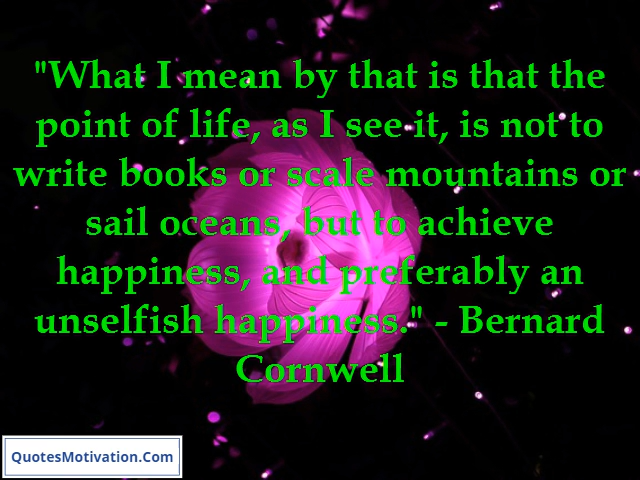 "What I mean by that is that the
point of life, as I see it, is not to
write books or scale mountains or
sail oceans, but to achieve
happiness, and preferably an
unselfish happiness." - Bernard
Cornwell
QuotesMotivation.Com